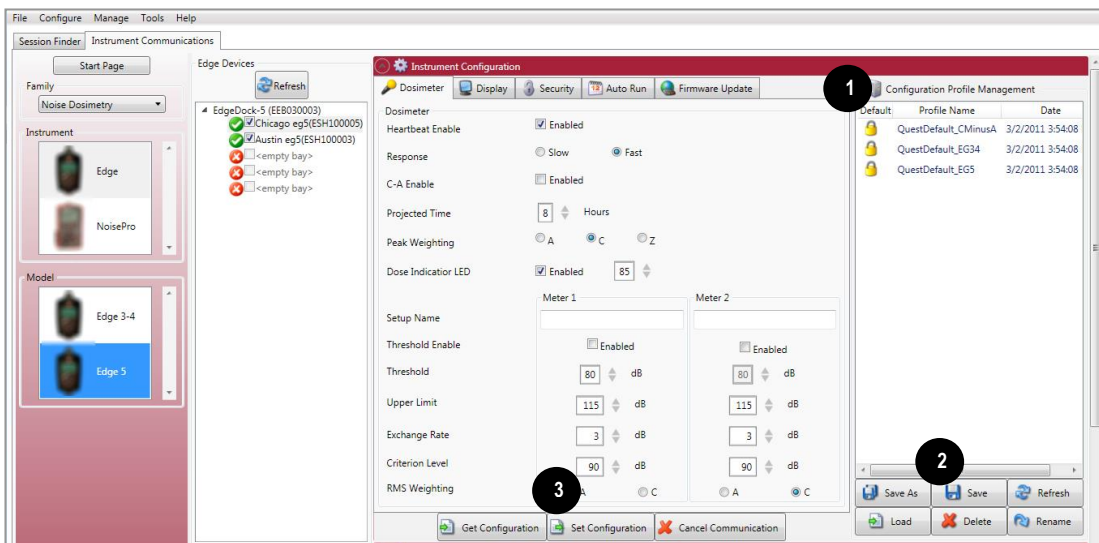 File Configure Manage Tools Help
Session Finder Instrument Communications
Start Page
Family
Noise Dosimetry
Instrument
Edge
NoisePro
Model
Edge 3-4
Edge 5
Edge Devices
Refresh
EdgeDock-5 (EEB030003)
Chicago eg5(ESH100005)
Austin eg5(ESH100003)
<empty bay>
<empty bay>
<empty bay>
Instrument Configuration
Dosimeter Display Security 12 Auto Run Firmware Update
Dosimeter
Heartbeat Enable Enabled
Response Slow Fast
C-A Enable Enabled
Projected Time 8 Hours
Peak Weighting A C Z
Dose Indicatior LED Enabled 85
Meter 1 Meter 2
Setup Name
Threshold Enable Enabled Enabled
Threshold 80 dB 80 dB
Upper Limit 115 dB 115 dB
Exchange Rate 3 dB 3 dB
Criterion Level 90 dB 90 dB
RMS Weighting 3 A C A C
Get Configuration Set Configuration Cancel Communication
1 Configuration Profile Management
Default Profile Name Date
QuestDefault_CMinusA 3/2/2011 3:54:08
QuestDefault_EG34 3/2/2011 3:54:08
QuestDefault_EG5 3/2/2011 3:54:08
2
Save As Save Refresh
Load Delete Rename